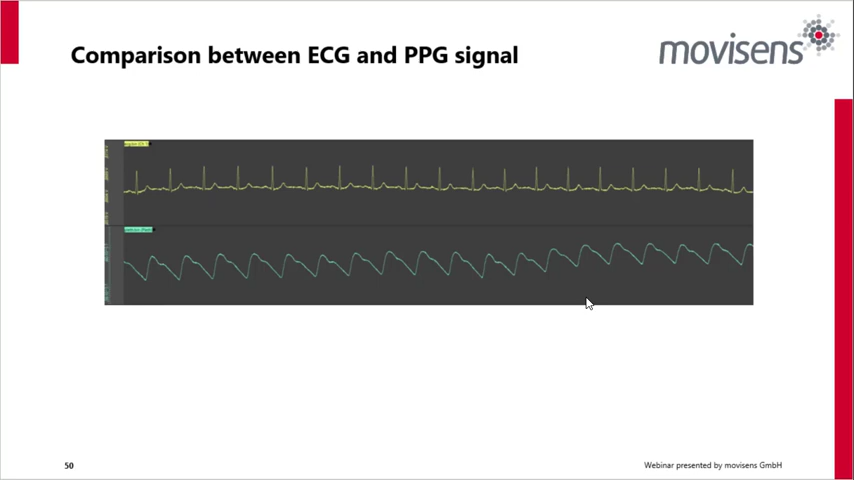 Comparison between ECG and PPG signal
movisens
50
Webinar presented by movisens GmbH